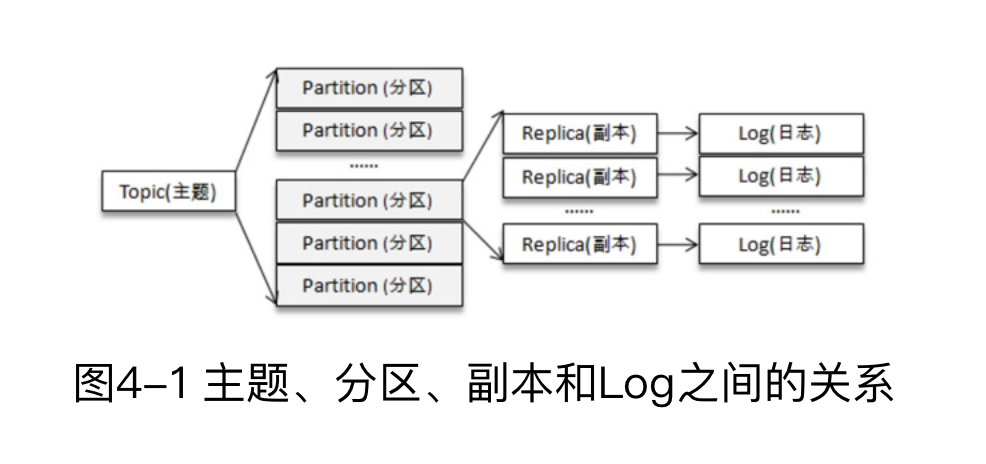 Topic(主题)
Partition (分区)
Partition (分区)
......
Partition (分区)
Partition (分区)
Partition (分区)
Replica(副本)
Replica(副本)
......
Replica(副本)
Log(日志)
Log(日志)
......
Log(日志)
图4–1 主题、分区、副本和Log之间的关系